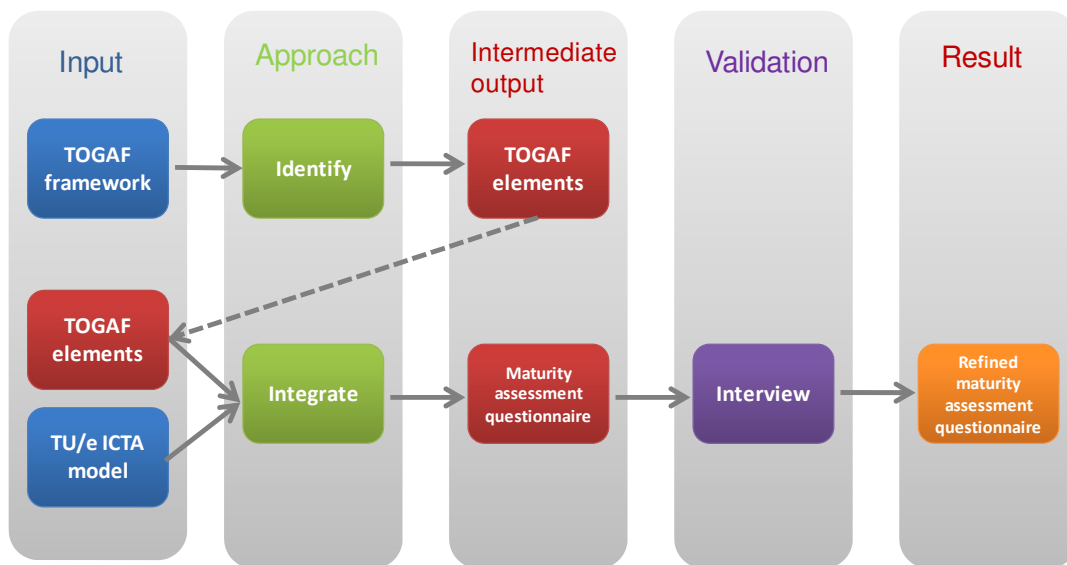 Input
Approach
Intermediate
output
Validation
Result
TOGAF
framework
Identify
TOGAF
elements
TOGAF
elements
TU/e ICTA
model
Integrate
Maturity
assessment
questionnaire
Interview
Refined
maturity
assessment
questionnaire